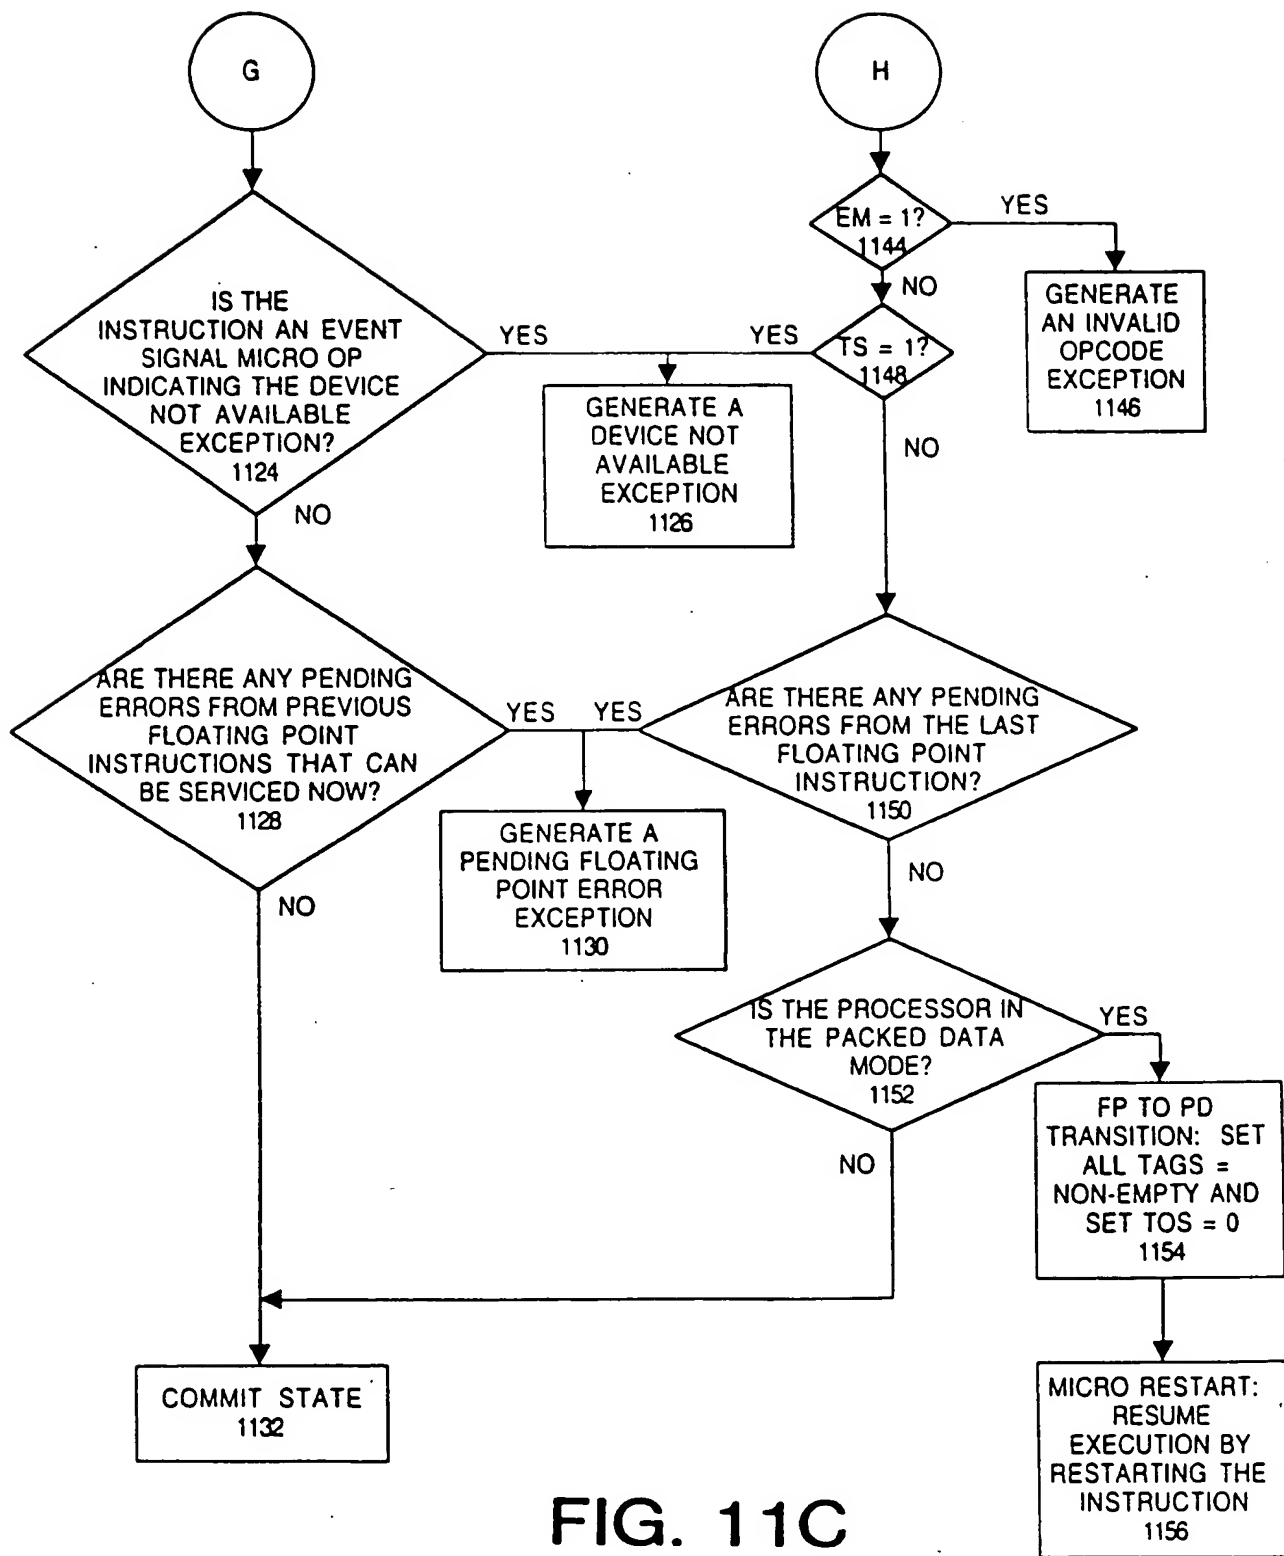 G
H
EM = 1?
1144
YES
NO
GENERATE
AN INVALID
OPCODE
EXCEPTION
1146
IS THE
INSTRUCTION AN EVENT
SIGNAL MICRO OP
INDICATING THE DEVICE
NOT AVAILABLE
EXCEPTION?
1124
YES
YES
TS = 1?
1148
NO
GENERATE A
DEVICE NOT
AVAILABLE
EXCEPTION
1126
NO
ARE THERE ANY PENDING
ERRORS FROM PREVIOUS
FLOATING POINT
INSTRUCTIONS THAT CAN
BE SERVICED NOW?
1128
YES
YES
ARE THERE ANY PENDING
ERRORS FROM THE LAST
FLOATING POINT
INSTRUCTION?
1150
GENERATE A
PENDING FLOATING
POINT ERROR
EXCEPTION
1130
NO
NO
IS THE PROCESSOR IN
THE PACKED DATA
MODE?
1152
YES
NO
FP TO PD
TRANSITION: SET
ALL TAGS =
NON-EMPTY AND
SET TOS = 0
1154
COMMIT STATE
1132
MICRO RESTART:
RESUME
EXECUTION BY
RESTARTING THE
INSTRUCTION
1156
FIG. 11C